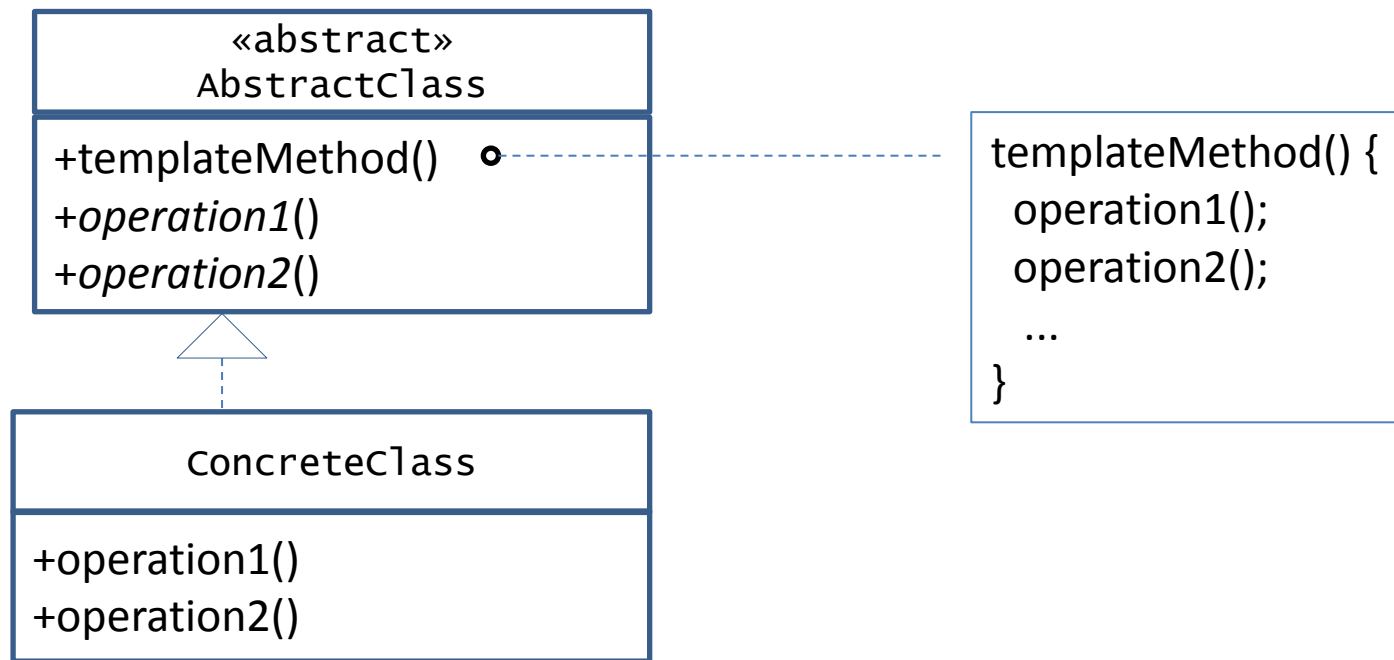 «abstract»
AbstractClass
+templateMethod()
+operation1()
+operation2()
templateMethod() {
operation1();
operation2();
...
}
ConcreteClass
+operation1()
+operation2()